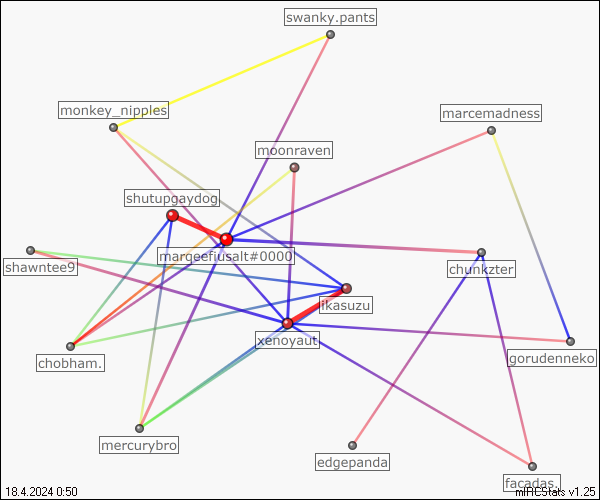 swanky.pants
monkey_nipples
marcemadness
moonraven
shutupgaydog
marqeefiusalt#0000
shawntee9
chunkzter
ikasuzu
xenoyaut
chobham.
gorudenneko
mercurybro
edgepanda
facadas.
18.4.2024 0:50
mIRCStats v1.25